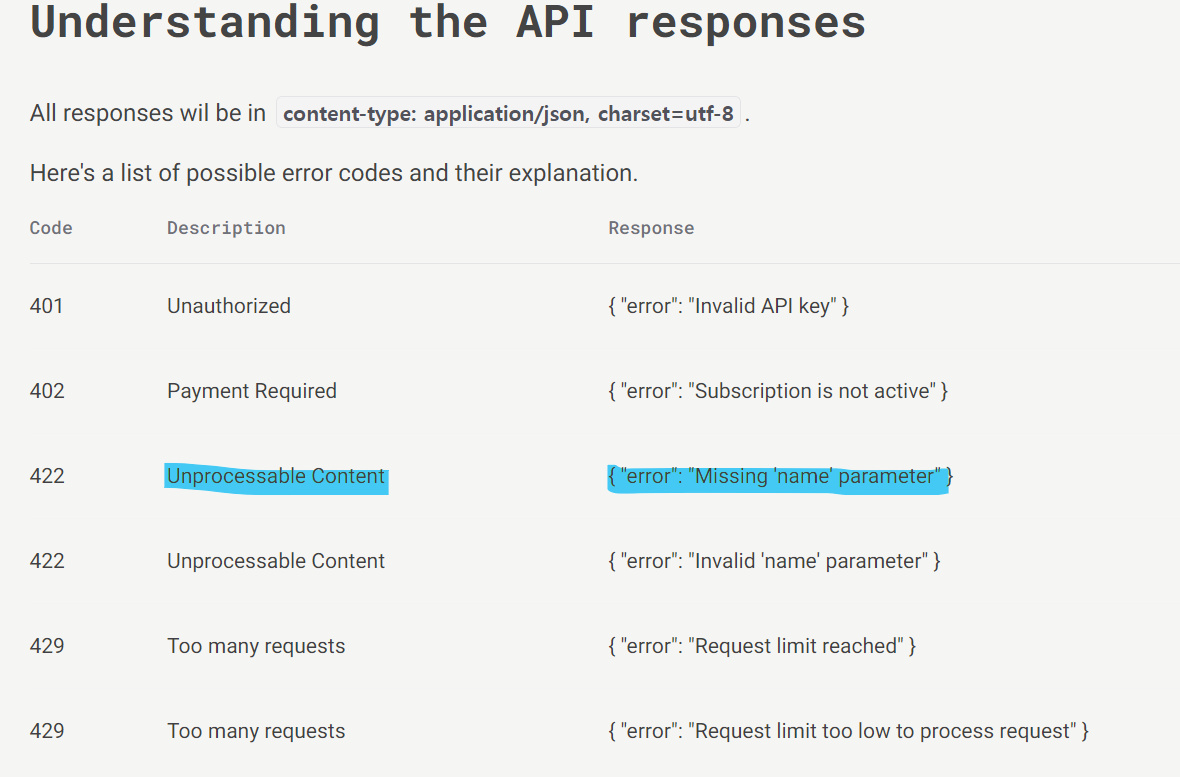 Understanding the API responses
All responses wil be in content-type: application/json, charset=utf-8 .
Here's a list of possible error codes and their explanation.
Code Description Response
401 Unauthorized { "error": "Invalid API key" }
402 Payment Required { "error": "Subscription is not active" }
422 Unprocessable Content { "error": "Missing 'name' parameter" }
422 Unprocessable Content { "error": "Invalid 'name' parameter" }
429 Too many requests { "error": "Request limit reached" }
429 Too many requests { "error": "Request limit too low to process request" }